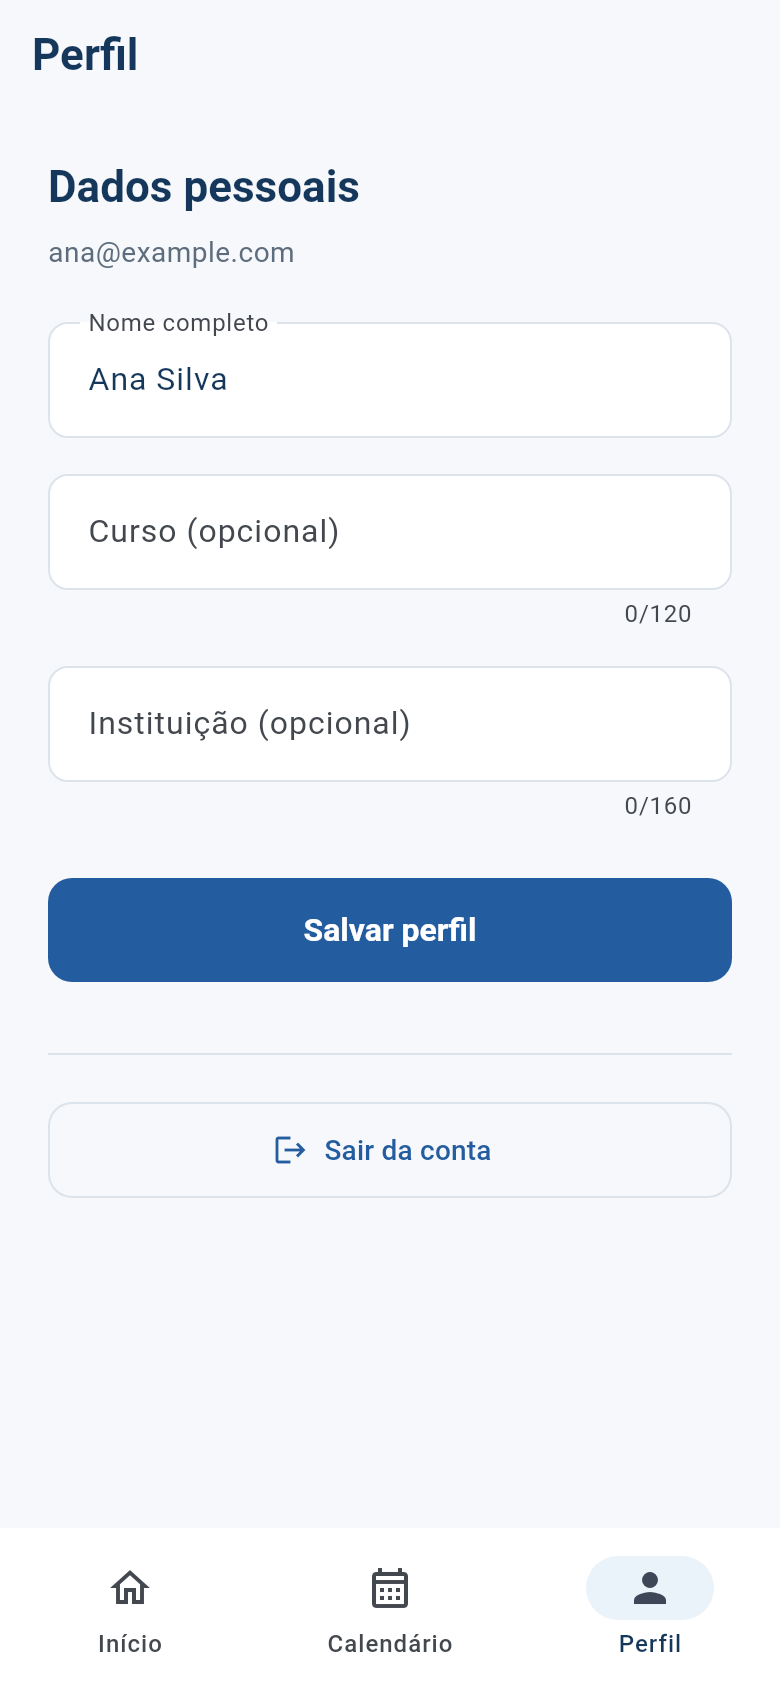 Perfil
Dados pessoais
ana@example.com
Nome completo
Ana Silva
Curso (opcional)
0/120
Instituição (opcional)
0/160
Salvar perfil
Sair da conta
Início
Calendário
Perfil